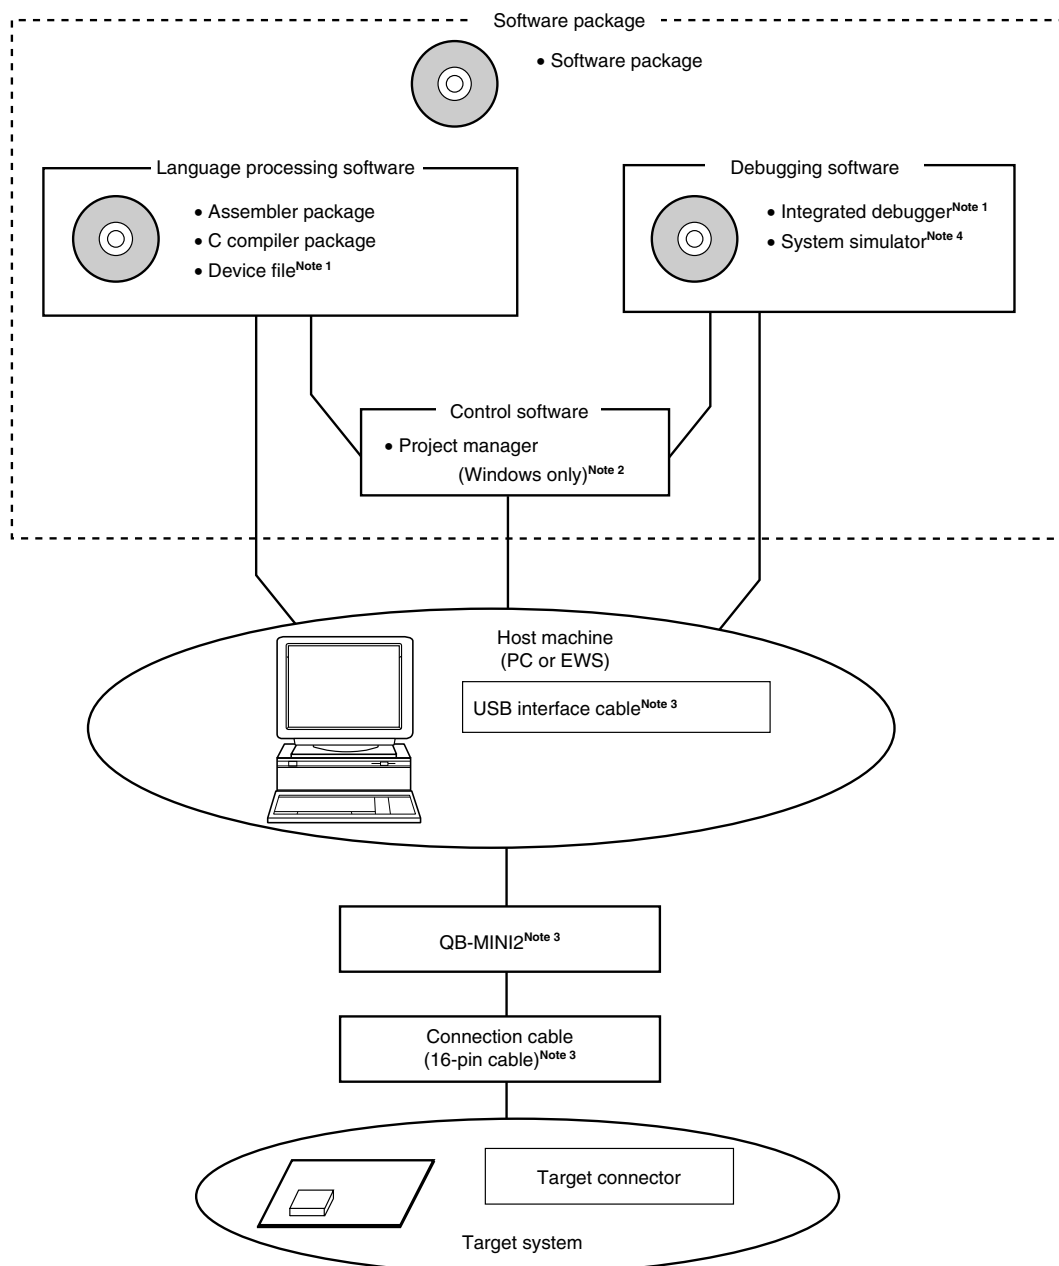 Software package
• Software package
Language processing software
• Assembler package
• C compiler package
• Device fileNote 1
Debugging software
• Integrated debuggerNote 1
• System simulatorNote 4
Control software
• Project manager
(Windows only)Note 2
Host machine
(PC or EWS)
USB interface cableNote 3
QB-MINI2Note 3
Connection cable
(16-pin cable)Note 3
Target connector
Target system